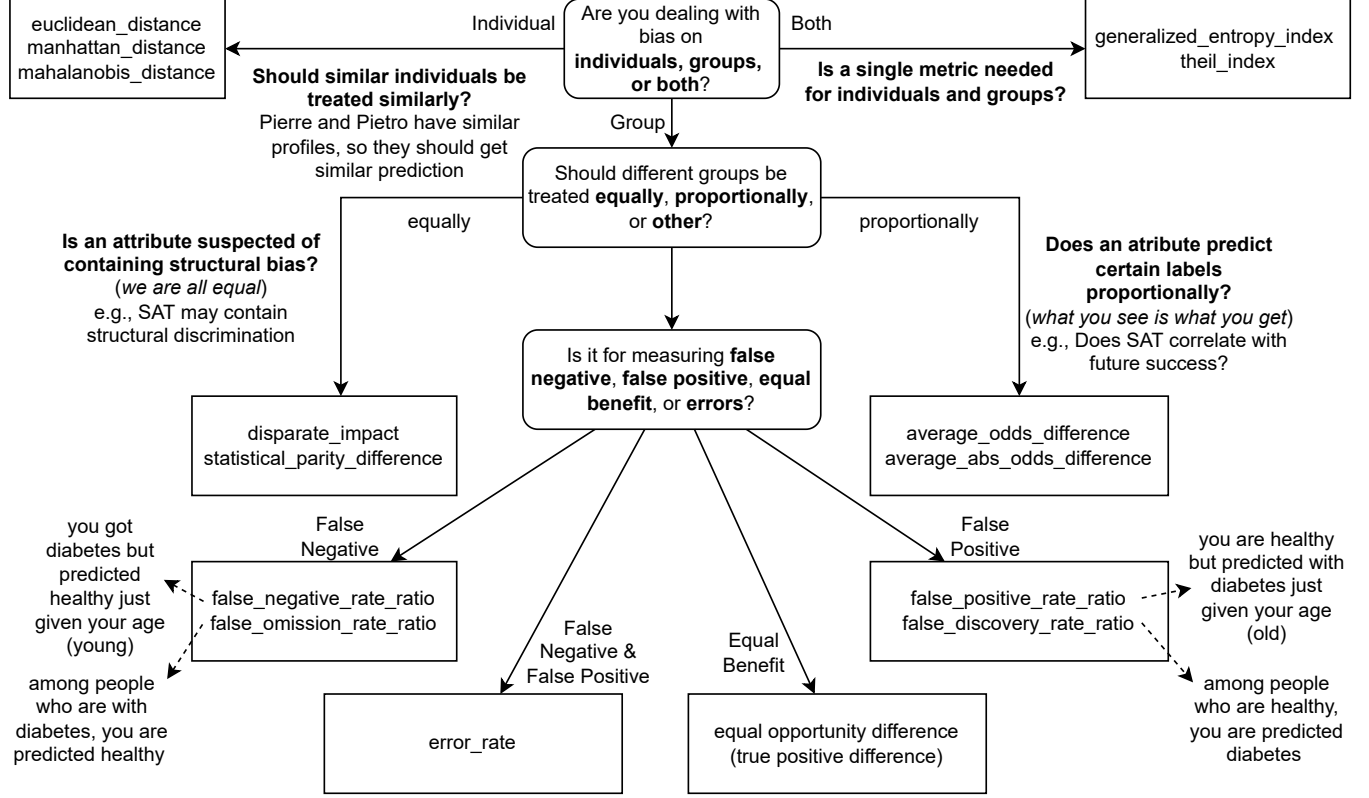 euclidean_distance
manhattan_distance
mahalanobis_distance
Individual
Are you dealing with
bias on
individuals, groups,
or both?
Both
generalized_entropy_index
theil_index
Should similar individuals be
treated similarly?
Pierre and Pietro have similar
profiles, so they should get
similar prediction
Is a single metric needed
for individuals and groups?
Group
Should different groups be
treated equally, proportionally,
or other?
equally
proportionally
Is an attribute suspected of
containing structural bias?
(we are all equal)
e.g., SAT may contain
structural discrimination
Does an atribute predict
certain labels
proportionally?
(what you see is what you get)
e.g., Does SAT correlate with
future success?
Is it for measuring false
negative, false positive, equal
benefit, or errors?
disparate_impact
statistical_parity_difference
average_odds_difference
average_abs_odds_difference
False
Negative
False
Positive
you got
diabetes but
predicted
healthy just
given your age
(young)
false_negative_rate_ratio
false_omission_rate_ratio
false_positive_rate_ratio
false_discovery_rate_ratio
you are healthy
but predicted with
diabetes just
given your age
(old)
False
Negative &
False Positive
Equal
Benefit
among people
who are with
diabetes, you are
predicted healthy
error_rate
equal opportunity difference
(true positive difference)
among people
who are healthy,
you are predicted
diabetes